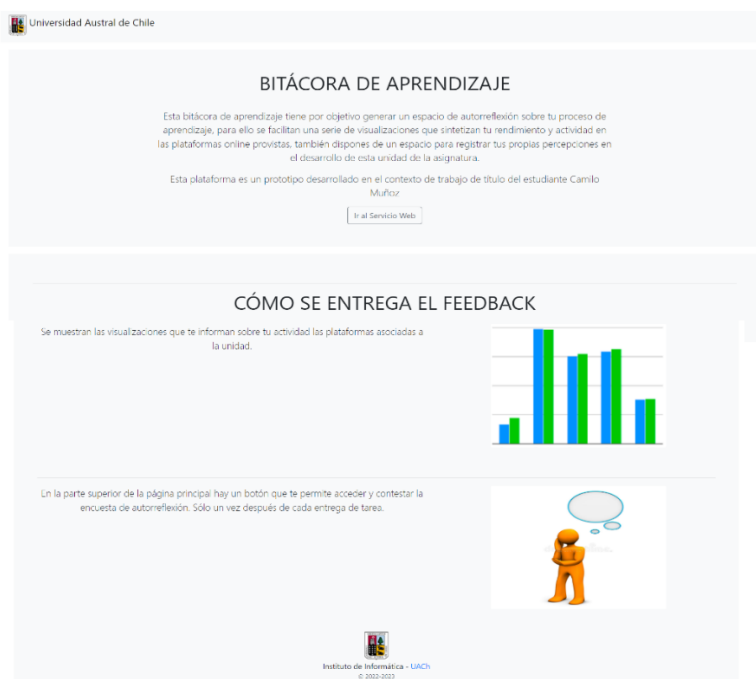 Universidad Austral de Chile
BITÁCORA DE APRENDIZAJE
Esta bitácora de aprendizaje tiene por objetivo generar un espacio de autorreflexión sobre tu proceso de
aprendizaje, para ello se facilitan una serie de visualizaciones que sintetizan tu rendimiento y actividad en
las plataformas online provistas, también dispones de un espacio para registrar tus propias percepciones en
el desarrollo de esta unidad de la asignatura.
Esta plataforma es un prototipo desarrollado en el contexto de trabajo de título del estudiante Camilo
Muñoz
Ir al Servicio Web
CÓMO SE ENTREGA EL FEEDBACK
Se muestran las visualizaciones que te informan sobre tu actividad las plataformas asociadas a
la unidad.
En la parte superior de la página principal hay un botón que te permite acceder y contestar la
encuesta de autorreflexión. Sólo un vez después de cada entrega de tarea.
Instituto de Informática - UACh
© 2022-2023